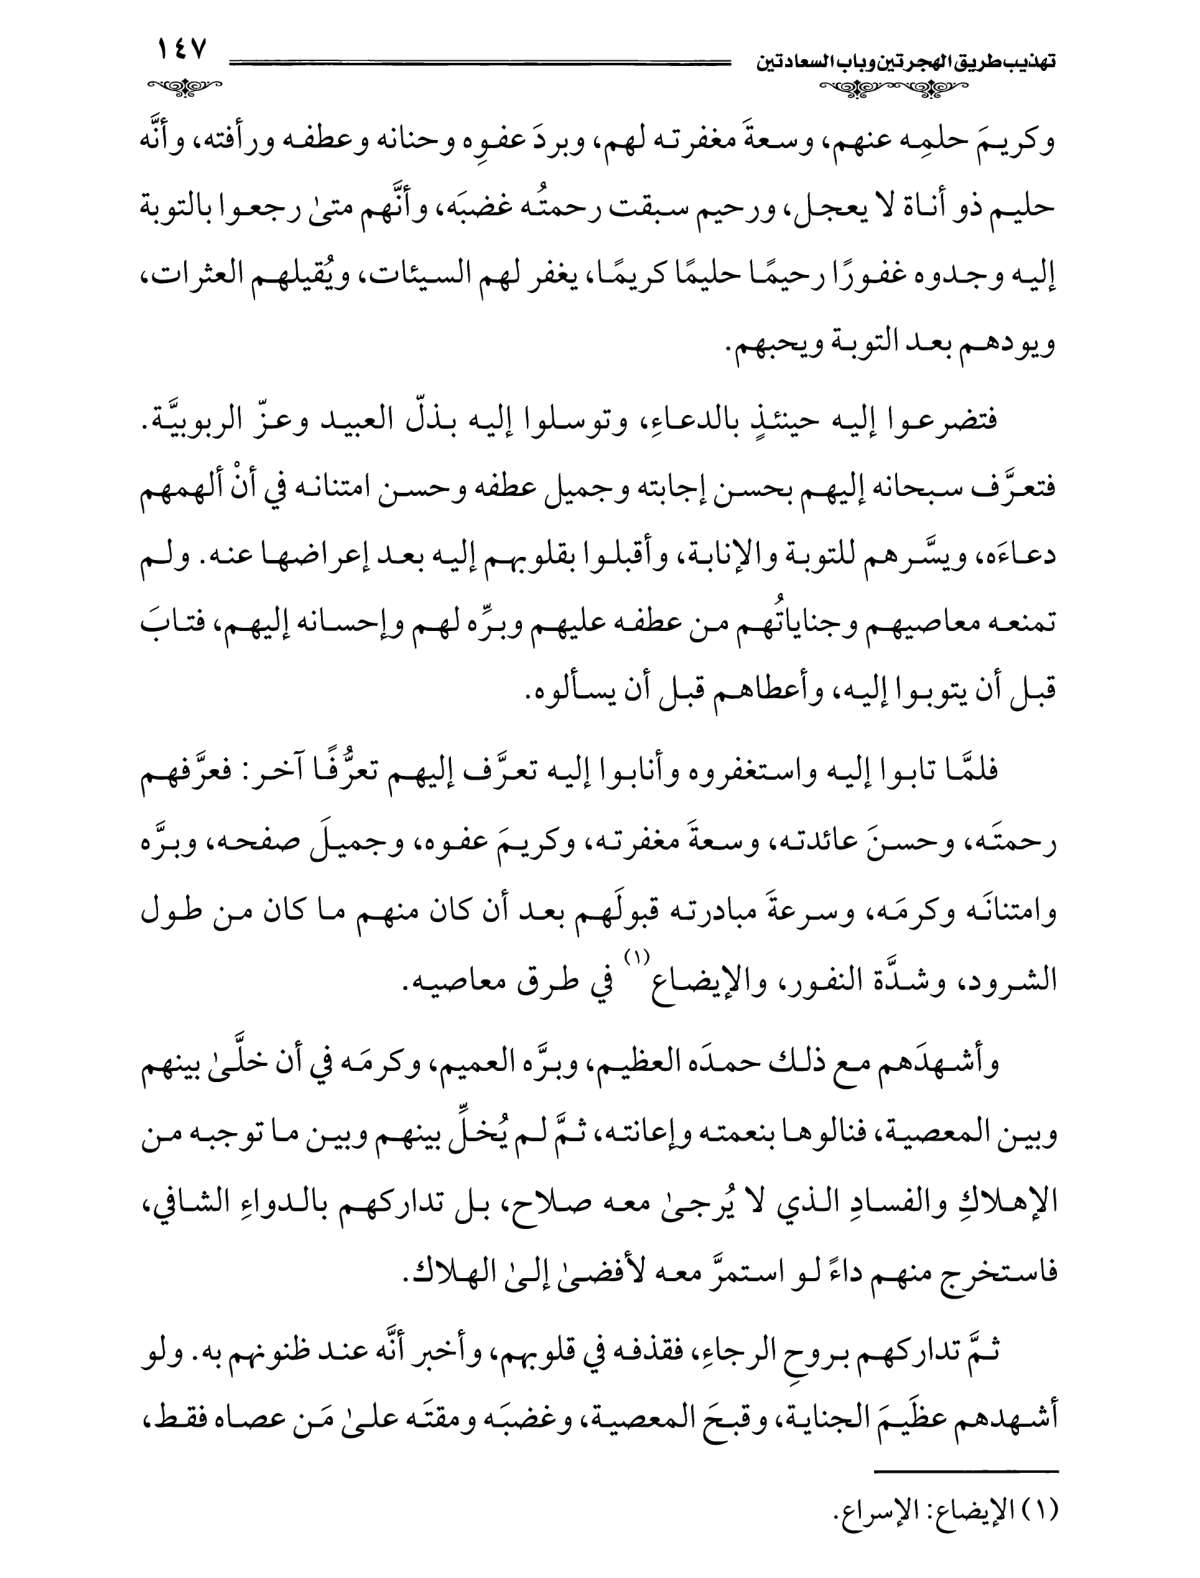 تهذيب طريق الهجرتين وباب السعادتين
١٤٧
وكريمَ حلمِه عنهم، وسعةَ مغفرته لهم، وبردَ عفوِه وحنانه وعطفه ورأفته، وأنَّه
حليم ذو أناة لا يعجل، ورحيم سبقت رحمتُه غضبَه، وأنَّهم متىٰ رجعوا بالتوبة
إليه وجدوه غفورًا رحيمًا حليمًا كريمًا، يغفر لهم السيئات، ويُقيلهم العثرات،
ويودهم بعد التوبة ويحبهم.
فتضرعوا إليه حينئذٍ بالدعاءِ، وتوسلوا إليه بذلّ العبيد وعزّ الربوبيَّة.
فتعرَّف سبحانه إليهم بحسن إجابته وجميل عطفه وحسن امتنانه في أنْ ألهمهم
دعاءَه، ويسَّرهم للتوبة والإنابة، وأقبلوا بقلوبهم إليه بعد إعراضها عنه. ولم
تمنعه معاصيهم وجناياتُهم من عطفه عليهم وبرِّه لهم وإحسانه إليهم، فتابَ
قبل أن يتوبوا إليه، وأعطاهم قبل أن يسألوه.
فلمَّا تابوا إليه واستغفروه وأنابوا إليه تعرَّف إليهم تعرُّفًا آخر: فعرَّفهم
رحمتَه، وحسنَ عائدته، وسعةَ مغفرته، وكريمَ عفوه، وجميلَ صفحه، وبرَّه
وامتنانَه وكرمَه، وسرعةَ مبادرته قبولَهم بعد أن كان منهم ما كان من طول
الشرود، وشدَّة النفور، والإيضاع(١) في طرق معاصيه.
وأشهدَهم مع ذلك حمدَه العظيم، وبرَّه العميم، وكرمَه في أن خلَّىٰ بينهم
وبين المعصية، فنالوها بنعمته وإعانته، ثمَّ لم يُخلِّ بينهم وبين ما توجبه من
الإهلاكِ والفسادِ الذي لا يُرجىٰ معه صلاح، بل تداركهم بالدواءِ الشافي،
فاستخرج منهم داءً لو استمرَّ معه لأفضىٰ إلىٰ الهلاك.
ثمَّ تداركهم بروحِ الرجاءِ، فقذفه في قلوبهم، وأخبر أنَّه عند ظنونهم به. ولو
أشهدهم عظَيمَ الجناية، وقبحَ المعصية، وغضبَه ومقتَه علىٰ مَن عصاه فقط،
(١) الإيضاع: الإسراع.